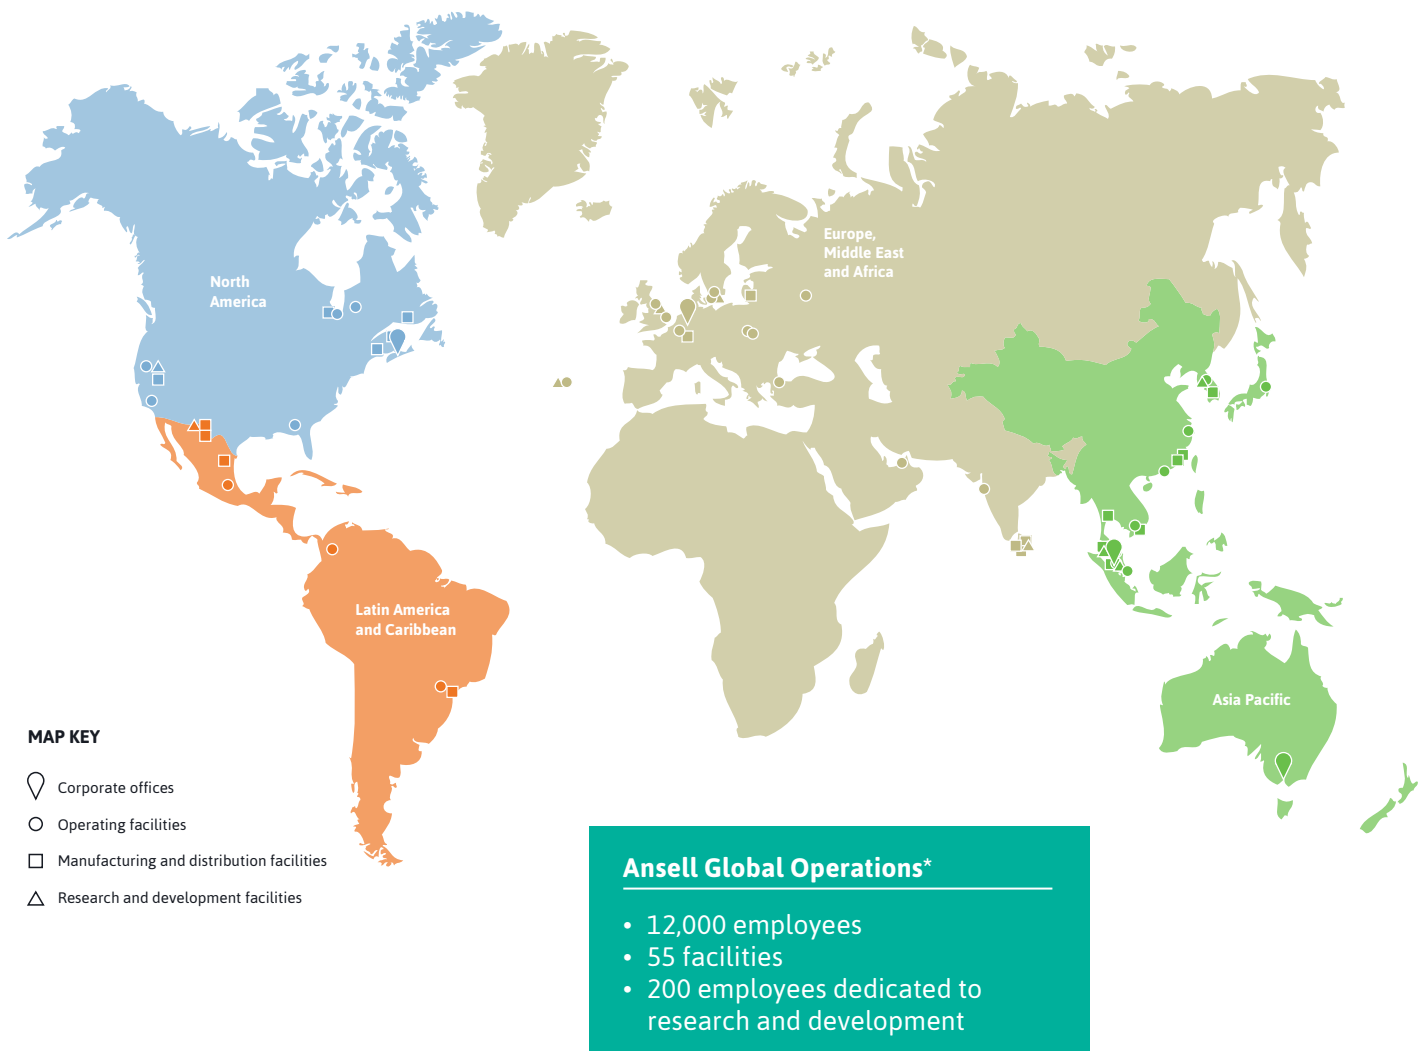 North
America
Europe,
Middle East
and Africa
Latin America
and Caribbean
Asia Pacific
MAP KEY
Corporate offices
Operating facilities
Manufacturing and distribution facilities
Research and development facilities
Ansell Global Operations*
• 12,000 employees
• 55 facilities
• 200 employees dedicated to
research and development